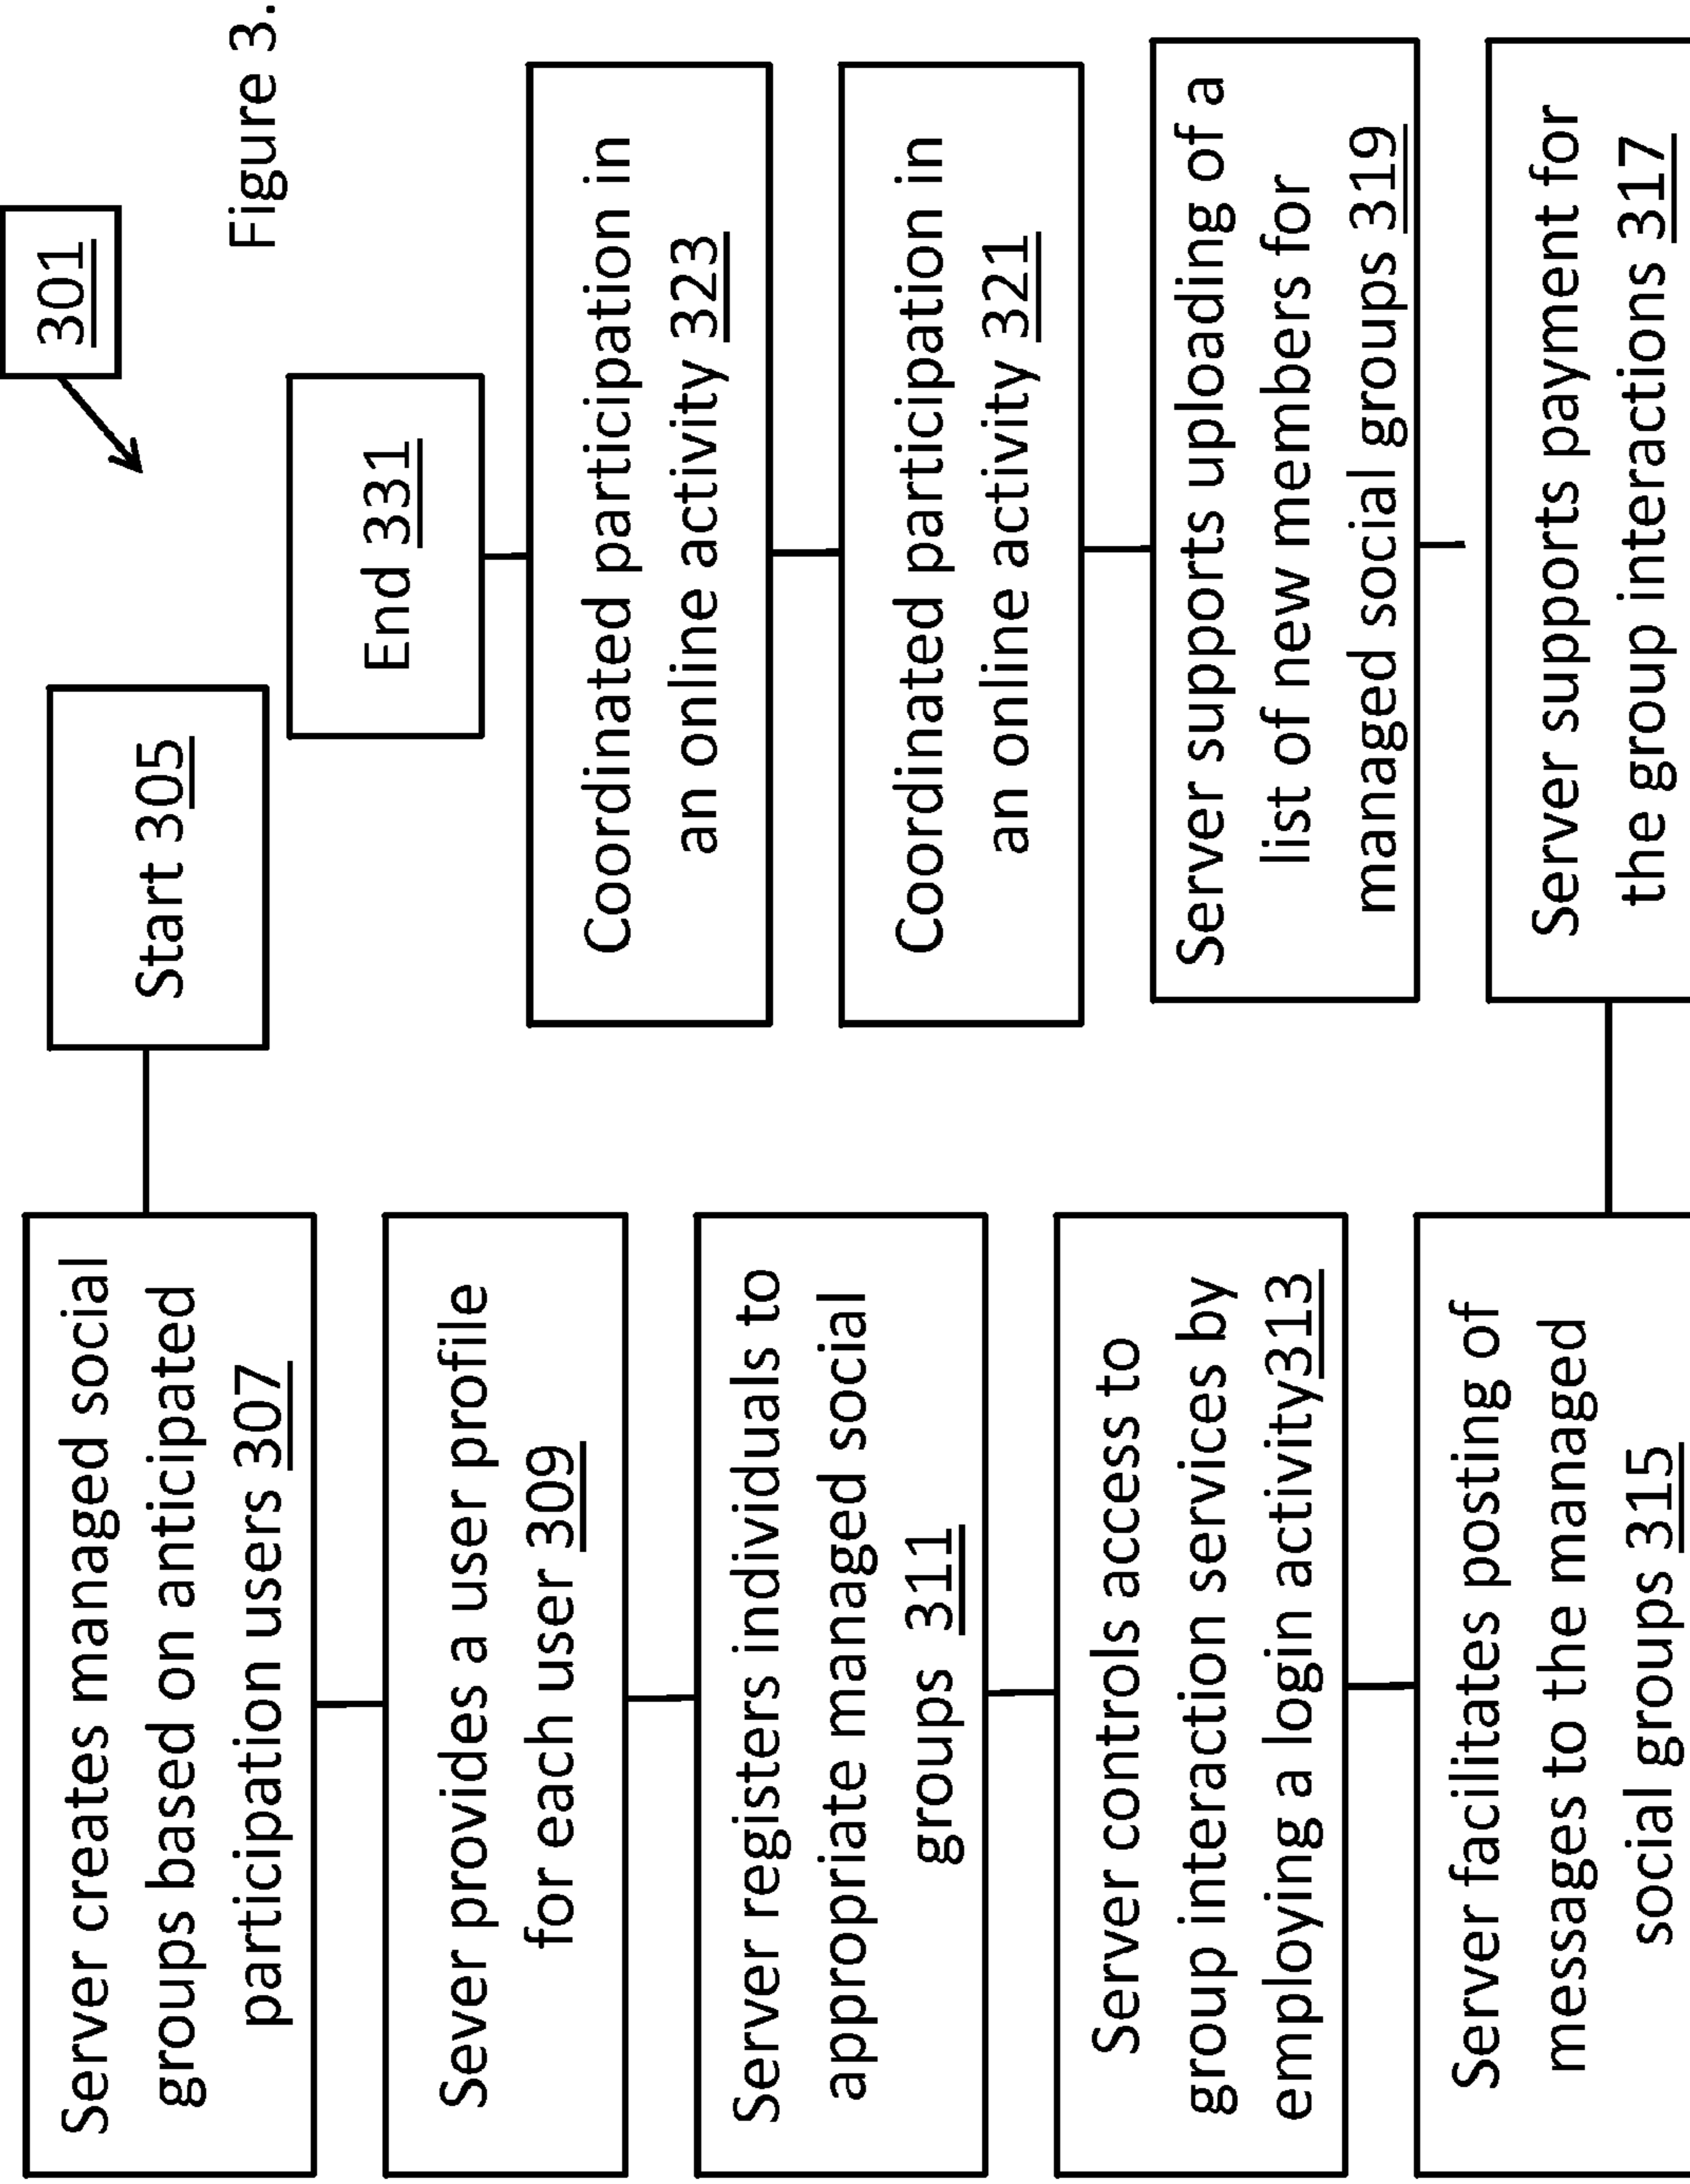 301
Figure 3.
Start 305
Server creates managed social
groups based on anticipated
participation users 307
Sever provides a user profile
for each user 309
Server registers individuals to
appropriate managed social
groups 311
Server controls access to
group interaction services by
employing a login activity313
Server facilitates posting of
messages to the managed
social groups 315
Server supports payment for
the group interactions 317
Server supports uploading of a
list of new members for
managed social groups 319
Coordinated participation in
an online activity 321
Coordinated participation in
an online activity 323
End 331